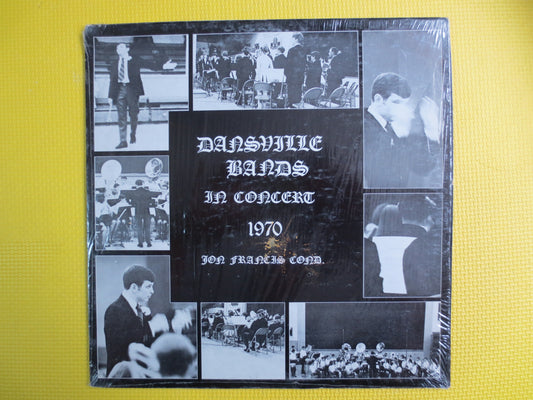 DANSVILLE
BANDS
IN CONCERT
1970
JON FRANCIS COND.